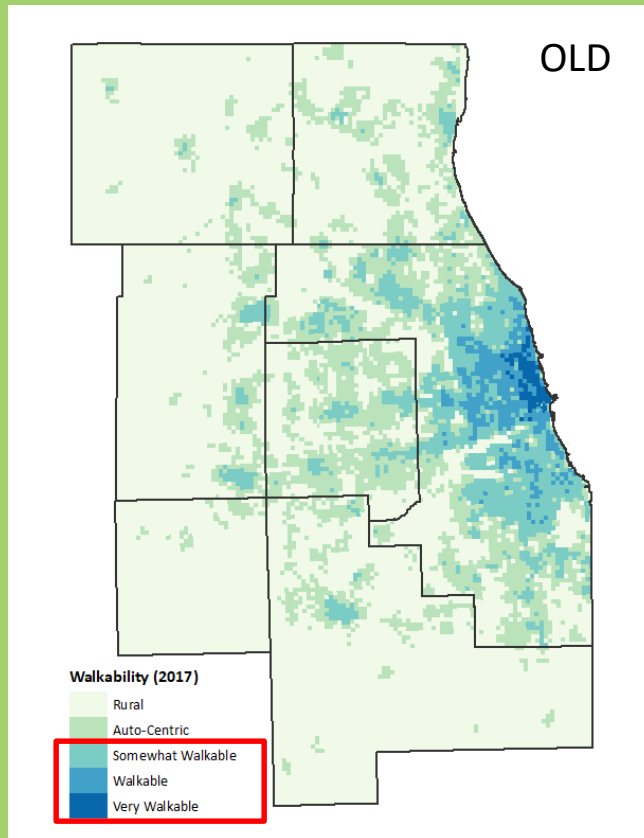 OLD
Walkability (2017)
Rural
Auto-Centric
Somewhat Walkable
Walkable
Very Walkable